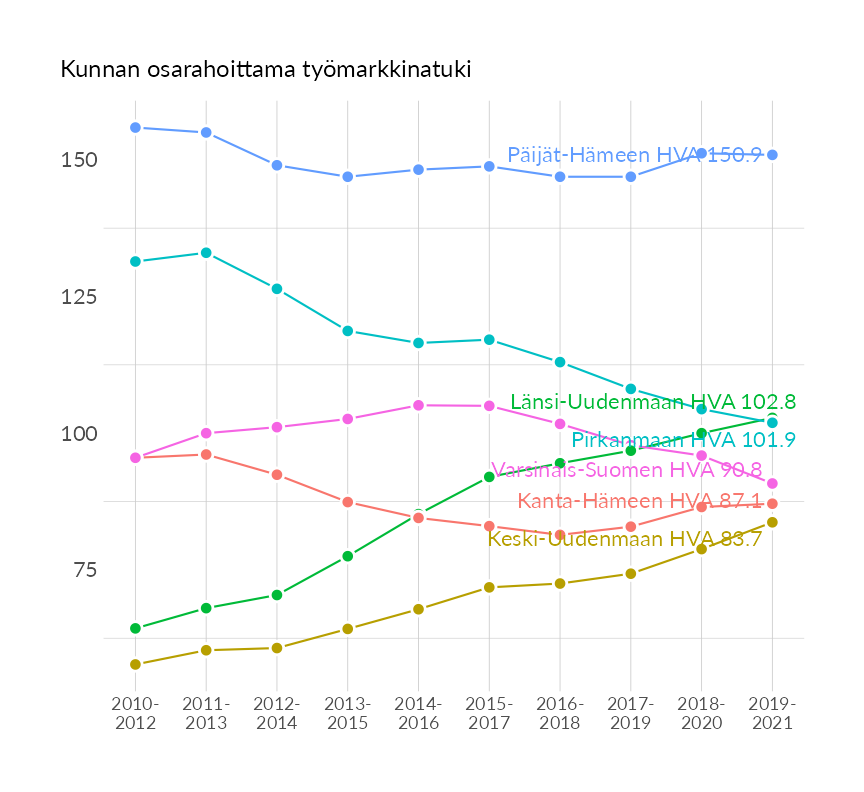 Kunnan osarahoittama työmarkkinatuki
150
125
100
75
Päijät-Hämeen HVA 150.9
Länsi-Uudenmaan HVA 102.8
Pirkanmaan HVA 101.9
Varsinais-Suomen HVA 90.8
Kanta-Hämeen HVA 87.1
Keski-Uudenmaan HVA 83.7
2010-2012
2011-2013
2012-2014
2013-2015
2014-2016
2015-2017
2016-2018
2017-2019
2018-2020
2019-2021